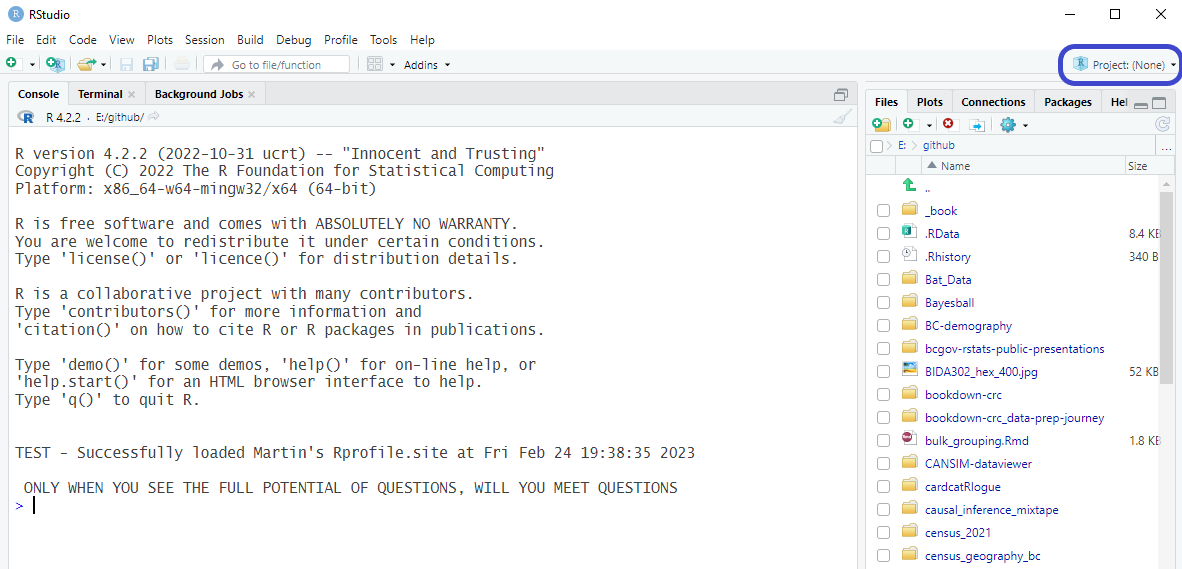 RStudio
File Edit Code View Plots Session Build Debug Profile Tools Help
Go to file/function Addins Project: (None)
Console Terminal Background Jobs
R 4.2.2 · E:/github/
R version 4.2.2 (2022-10-31 ucrt) -- "Innocent and Trusting"
Copyright (C) 2022 The R Foundation for Statistical Computing
Platform: x86_64-w64-mingw32/x64 (64-bit)
R is free software and comes with ABSOLUTELY NO WARRANTY.
You are welcome to redistribute it under certain conditions.
Type 'license()' or 'licence()' for distribution details.
R is a collaborative project with many contributors.
Type 'contributors()' for more information and
'citation()' on how to cite R or R packages in publications.
Type 'demo()' for some demos, 'help()' for on-line help, or
'help.start()' for an HTML browser interface to help.
Type 'q()' to quit R.
TEST - Successfully loaded Martin's Rprofile.site at Fri Feb 24 19:38:35 2023
ONLY WHEN YOU SEE THE FULL POTENTIAL OF QUESTIONS, WILL YOU MEET QUESTIONS
>
Files Plots Connections Packages Hel
E: github ...
Name Size
..
_book
.RData 8.4 KB
.Rhistory 340 B
Bat_Data
Bayesball
BC-demography
bcgov-rstats-public-presentations
BIDA302_hex_400.jpg 52 KB
bookdown-crc
bookdown-crc_data-prep-journey
bulk_grouping.Rmd 1.8 KB
CANSIM-dataviewer
cardcatRlogue
causal_inference_mixtape
census_2021
census_geography_bc